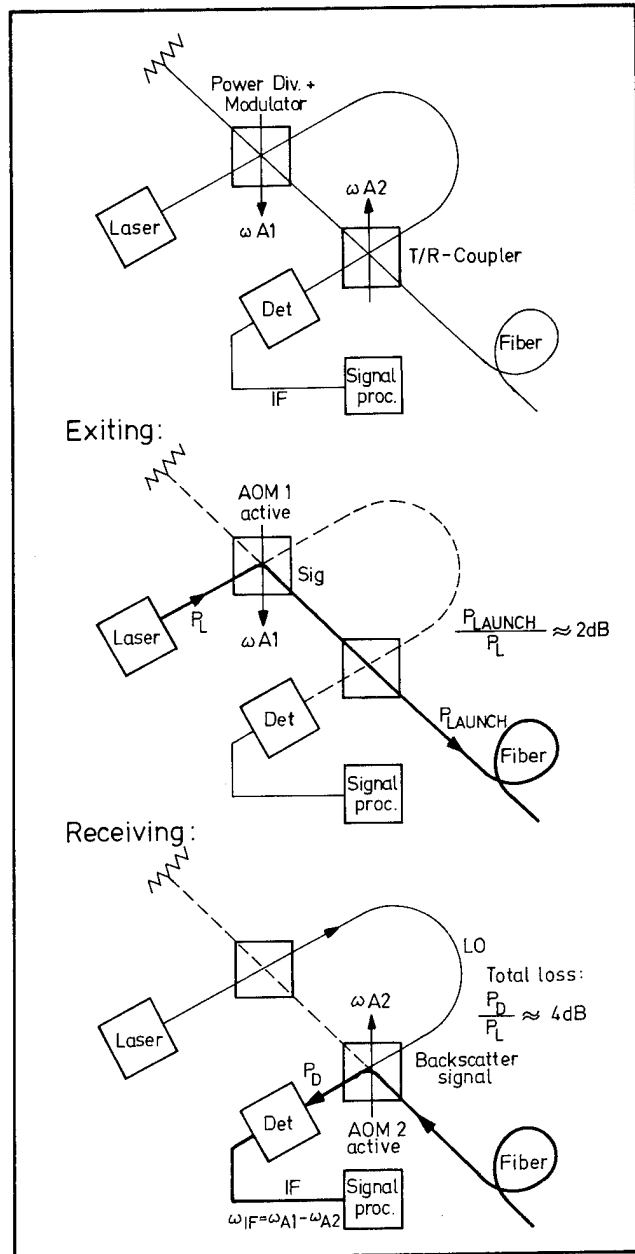 Power Div. +
Modulator
Laser
ωA1
ωA2
T/R-Coupler
Det
Fiber
IF
Signal
proc.
Exiting:
AOM 1
active
Sig
Laser
P_L
ωA1
P_LAUNCH
P_L
≈ 2dB
Det
P_LAUNCH
Fiber
Signal
proc.
Receiving:
LO
Total loss:
P_D
P_L
≈ 4dB
ωA2
Laser
Backscatter
signal
P_D
Det
AOM 2
active
Fiber
IF
Signal
proc.
ω_IF=ω_A1-ω_A2